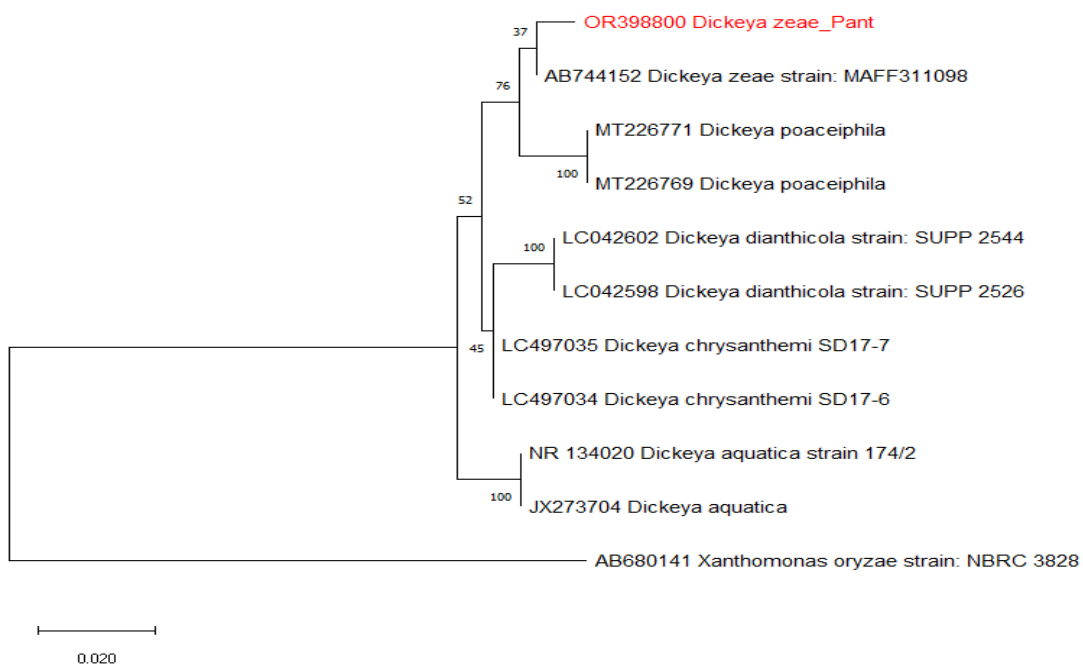 37
OR398800 Dickeya zeae_Pant
AB744152 Dickeya zeae strain: MAFF311098
76
MT226771 Dickeya poaceiphila
100
MT226769 Dickeya poaceiphila
52
100
LC042602 Dickeya dianthicola strain: SUPP 2544
LC042598 Dickeya dianthicola strain: SUPP 2526
45
LC497035 Dickeya chrysanthemi SD17-7
LC497034 Dickeya chrysanthemi SD17-6
NR 134020 Dickeya aquatica strain 174/2
100
JX273704 Dickeya aquatica
AB680141 Xanthomonas oryzae strain: NBRC 3828
0.020